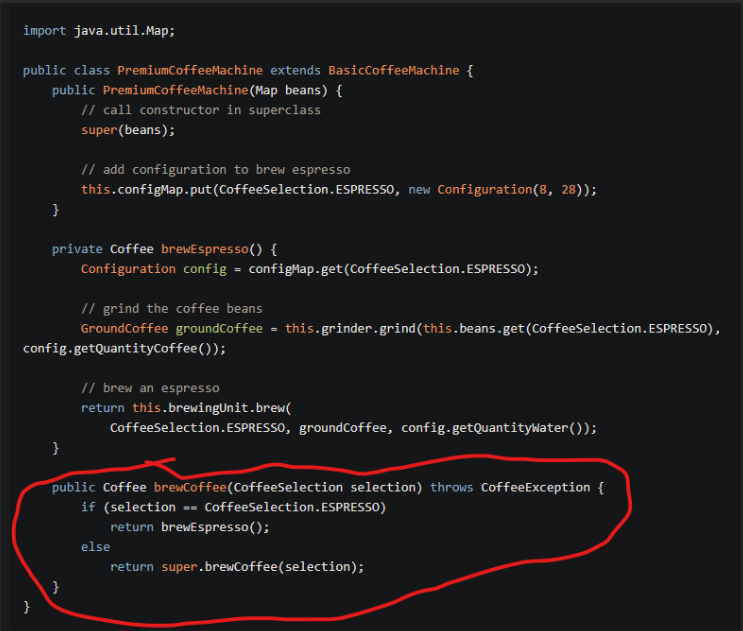 import java.util.Map;
public class PremiumCoffeeMachine extends BasicCoffeeMachine {
public PremiumCoffeeMachine(Map beans) {
// call constructor in superclass
super(beans);
// add configuration to brew espresso
this.configMap.put(CoffeeSelection.ESPRESSO, new Configuration(8, 28));
}
private Coffee brewEspresso() {
Configuration config = configMap.get(CoffeeSelection.ESPRESSO);
// grind the coffee beans
GroundCoffee groundCoffee = this.grinder.grind(this.beans.get(CoffeeSelection.ESPRESSO),
config.getQuantityCoffee());
// brew an espresso
return this.brewingUnit.brew(
CoffeeSelection.ESPRESSO, groundCoffee, config.getQuantityWater());
}
public Coffee brewCoffee(CoffeeSelection selection) throws CoffeeException {
if (selection == CoffeeSelection.ESPRESSO)
return brewEspresso();
else
return super.brewCoffee(selection);
}
}